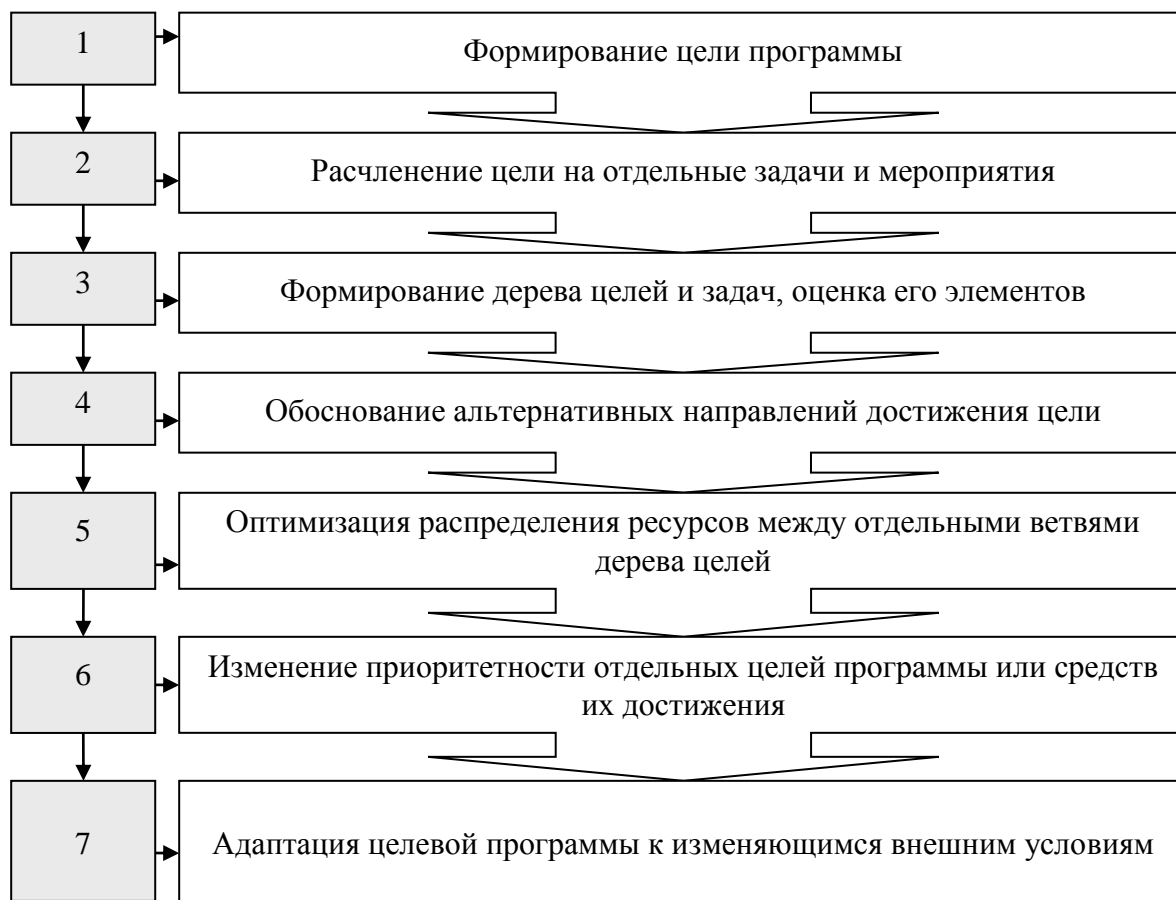 1
Формирование цели программы
2
Расчленение цели на отдельные задачи и мероприятия
3
Формирование дерева целей и задач, оценка его элементов
4
Обоснование альтернативных направлений достижения цели
5
Оптимизация распределения ресурсов между отдельными ветвями
дерева целей
6
Изменение приоритетности отдельных целей программы или средств
их достижения
7
Адаптация целевой программы к изменяющимся внешним условиям